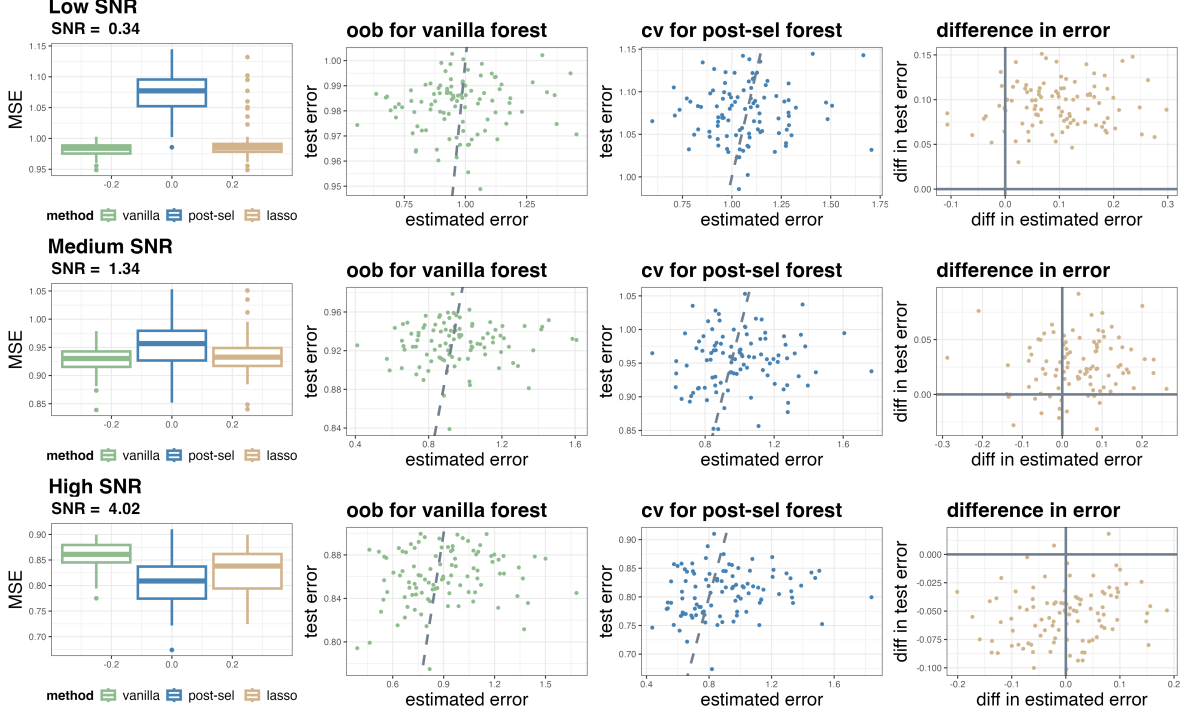 Low SNR
SNR = 0.34
oob for vanilla forest
cv for post-sel forest
difference in error
MSE
1.15
1.10
1.05
1.00
0.95
-0.2
0.0
0.2
method vanilla post-sel lasso
test error
1.00
0.99
0.98
0.97
0.96
0.95
0.75
1.00
1.25
estimated error
test error
1.15
1.10
1.05
1.00
0.75
1.00
1.25
1.50
1.75
estimated error
diff in test error
0.15
0.10
0.05
0.00
-0.1
0.0
0.1
0.2
0.3
diff in estimated error
Medium SNR
SNR = 1.34
oob for vanilla forest
cv for post-sel forest
difference in error
MSE
1.05
1.00
0.95
0.90
0.85
-0.2
0.0
0.2
method vanilla post-sel lasso
test error
0.96
0.92
0.88
0.84
0.4
0.8
1.2
1.6
estimated error
test error
1.05
1.00
0.95
0.90
0.85
0.8
1.2
1.6
estimated error
diff in test error
0.05
0.00
-0.3
-0.2
-0.1
0.0
0.1
0.2
diff in estimated error
High SNR
SNR = 4.02
oob for vanilla forest
cv for post-sel forest
difference in error
MSE
0.90
0.85
0.80
0.75
0.70
-0.2
0.0
0.2
method vanilla post-sel lasso
test error
0.88
0.84
0.80
0.6
0.9
1.2
1.5
estimated error
test error
0.90
0.85
0.80
0.75
0.70
0.4
0.8
1.2
1.6
estimated error
diff in test error
0.000
-0.025
-0.050
-0.075
-0.100
-0.2
-0.1
0.0
0.1
0.2
diff in estimated error